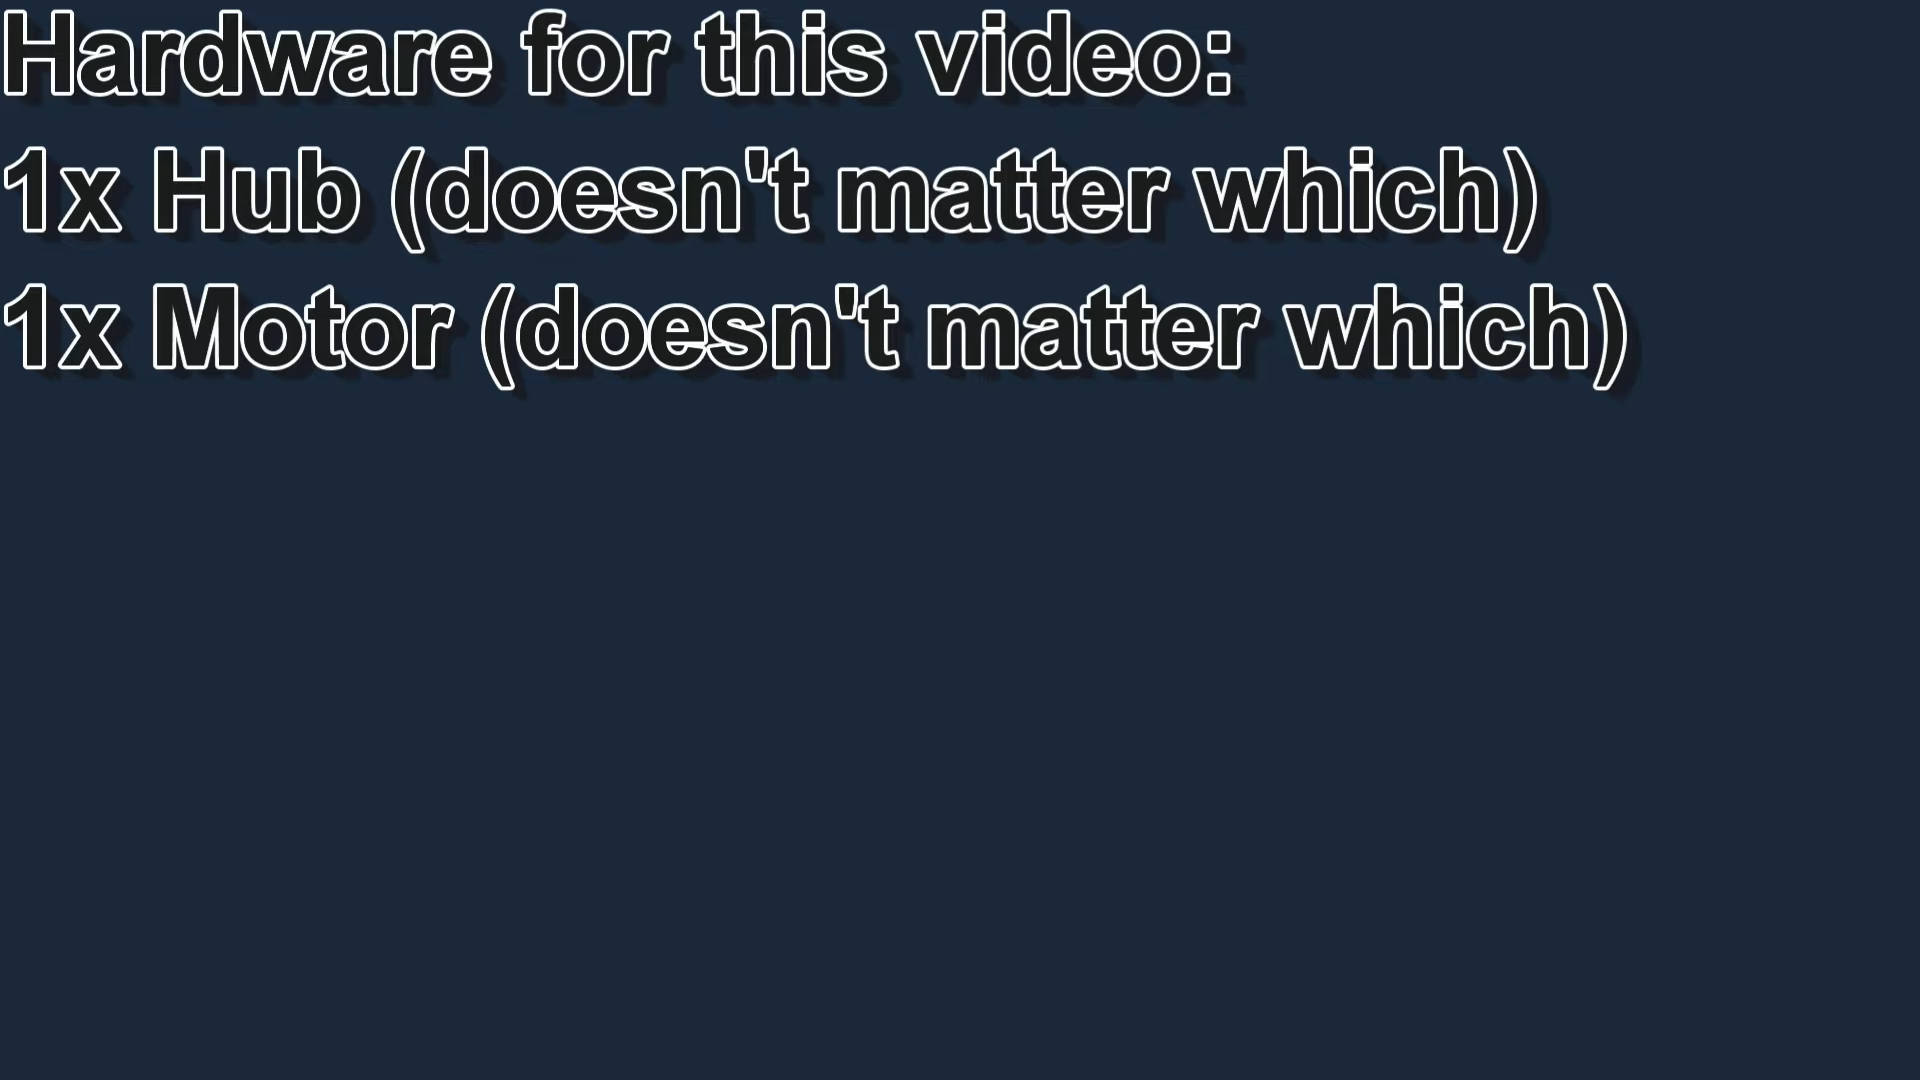 Hardware for this video:
1x Hub (doesn't matter which)
1x Motor (doesn't matter which)